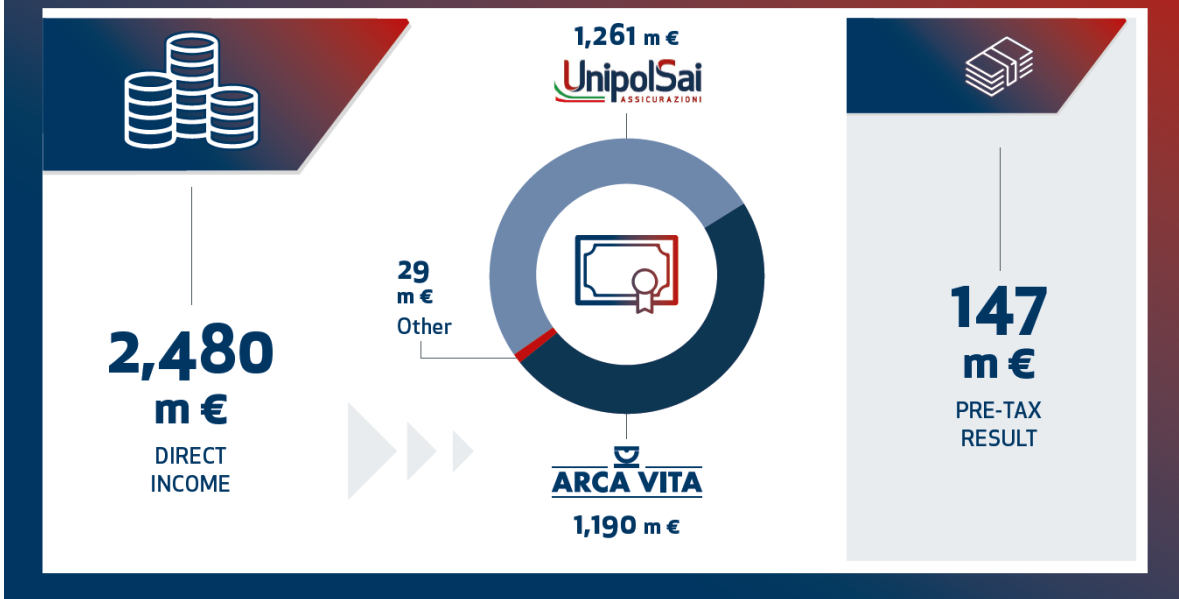 2,480
m €
DIRECT
INCOME
1,261 m €
UnipolSai
ASSICURAZIONI
29
m €
Other
ARCA VITA
1,190 m €
147
m €
PRE-TAX
RESULT